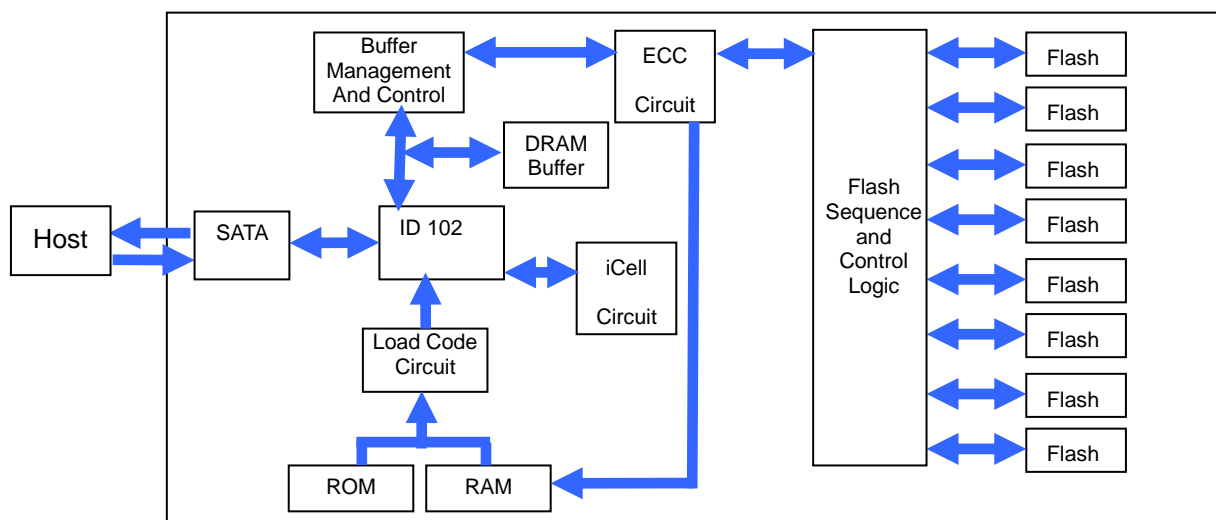 Buffer
Management
And Control
ECC
Circuit
Flash
Flash
DRAM
Buffer
Flash
Host
SATA
ID 102
Flash
Flash
Sequence
and
Control
Logic
iCell
Circuit
Flash
Load Code
Circuit
Flash
Flash
ROM
RAM
Flash